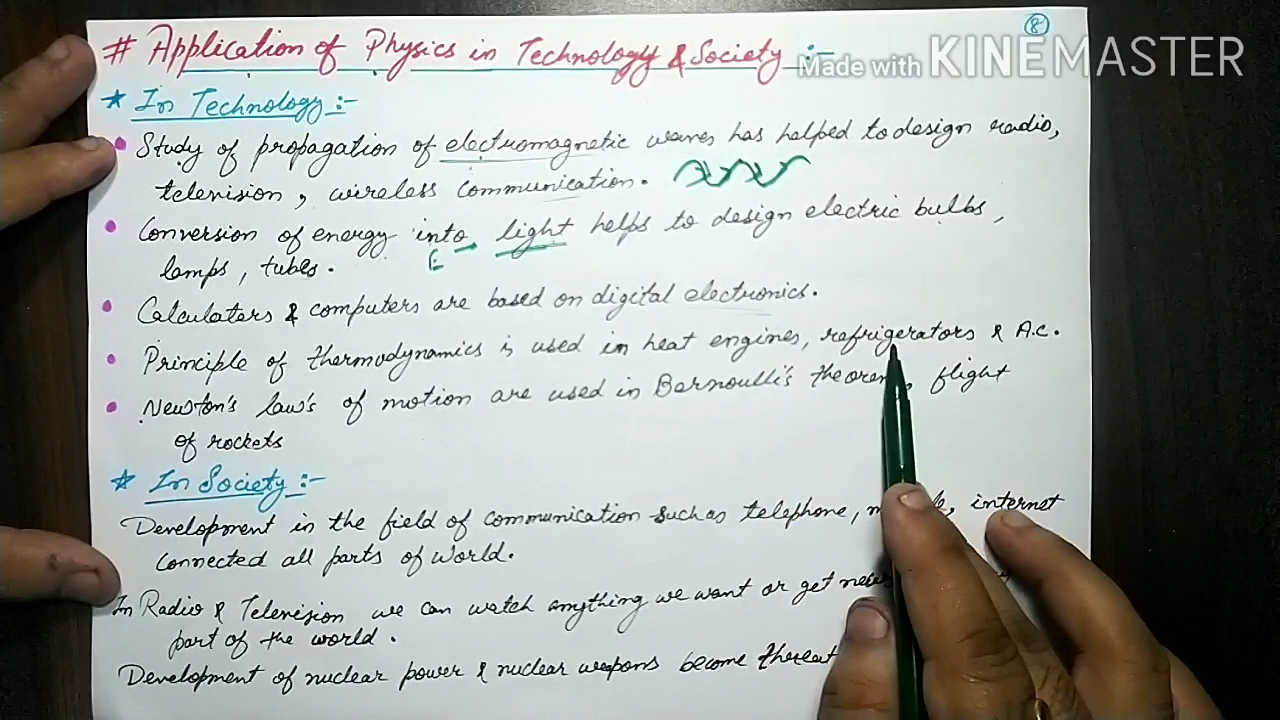 8
# Application of Physics in Technology & Society :-
Made with KINEMASTER
★ In Technology :-
• Study of propagation of electromagnetic waves has helped to design radio,
television, wireless communication.
• Conversion of energy into light helps to design electric bulbs,
E
lamps, tubes.
• Calculaters & computers are based on digital electronics.
• Principle of thermodynamics is used in heat engines, refrigerators & A.C.
• Newton's law's of motion are used in Bernoulli's theorem, flight
of rockets
★ In Society :-
Development in the field of communication such as telephone, internet
connected all parts of world.
In Radio & Television we can watch anything we want or get
part of the world.
Development of nuclear power & nuclear weapons become threat